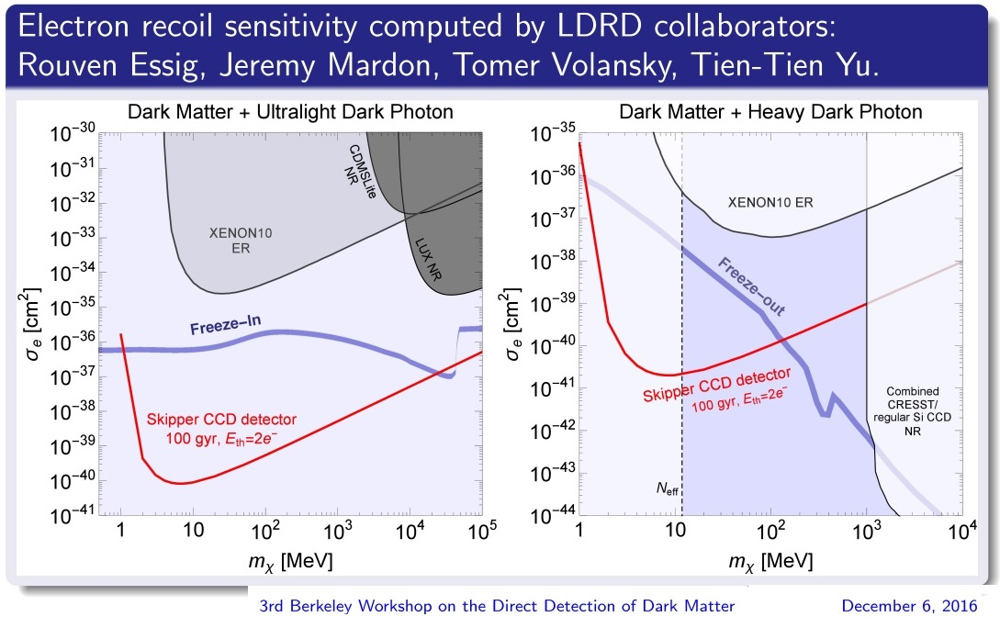 Electron recoil sensitivity computed by LDRD collaborators:
Rouven Essig, Jeremy Mardon, Tomer Volansky, Tien-Tien Yu.
Dark Matter + Ultralight Dark Photon
10⁻³⁰
10⁻³¹
10⁻³²
10⁻³³
10⁻³⁴
10⁻³⁵
10⁻³⁶
10⁻³⁷
10⁻³⁸
10⁻³⁹
10⁻⁴⁰
10⁻⁴¹
σₑ [cm²]
CDMSLite
NR
XENON10
ER
LUX NR
Freeze-In
Skipper CCD detector
100 gyr, Eth=2e⁻
1
10
10²
10³
10⁴
10⁵
mχ [MeV]
Dark Matter + Heavy Dark Photon
10⁻³⁵
10⁻³⁶
10⁻³⁷
10⁻³⁸
10⁻³⁹
10⁻⁴⁰
10⁻⁴¹
10⁻⁴²
10⁻⁴³
10⁻⁴⁴
σₑ [cm²]
XENON10 ER
Freeze-out
Skipper CCD detector
100 gyr, Eth=2e⁻
Combined
CRESST/
regular Si CCD
NR
Neff
1
10
10²
10³
10⁴
mχ [MeV]
3rd Berkeley Workshop on the Direct Detection of Dark Matter
December 6, 2016